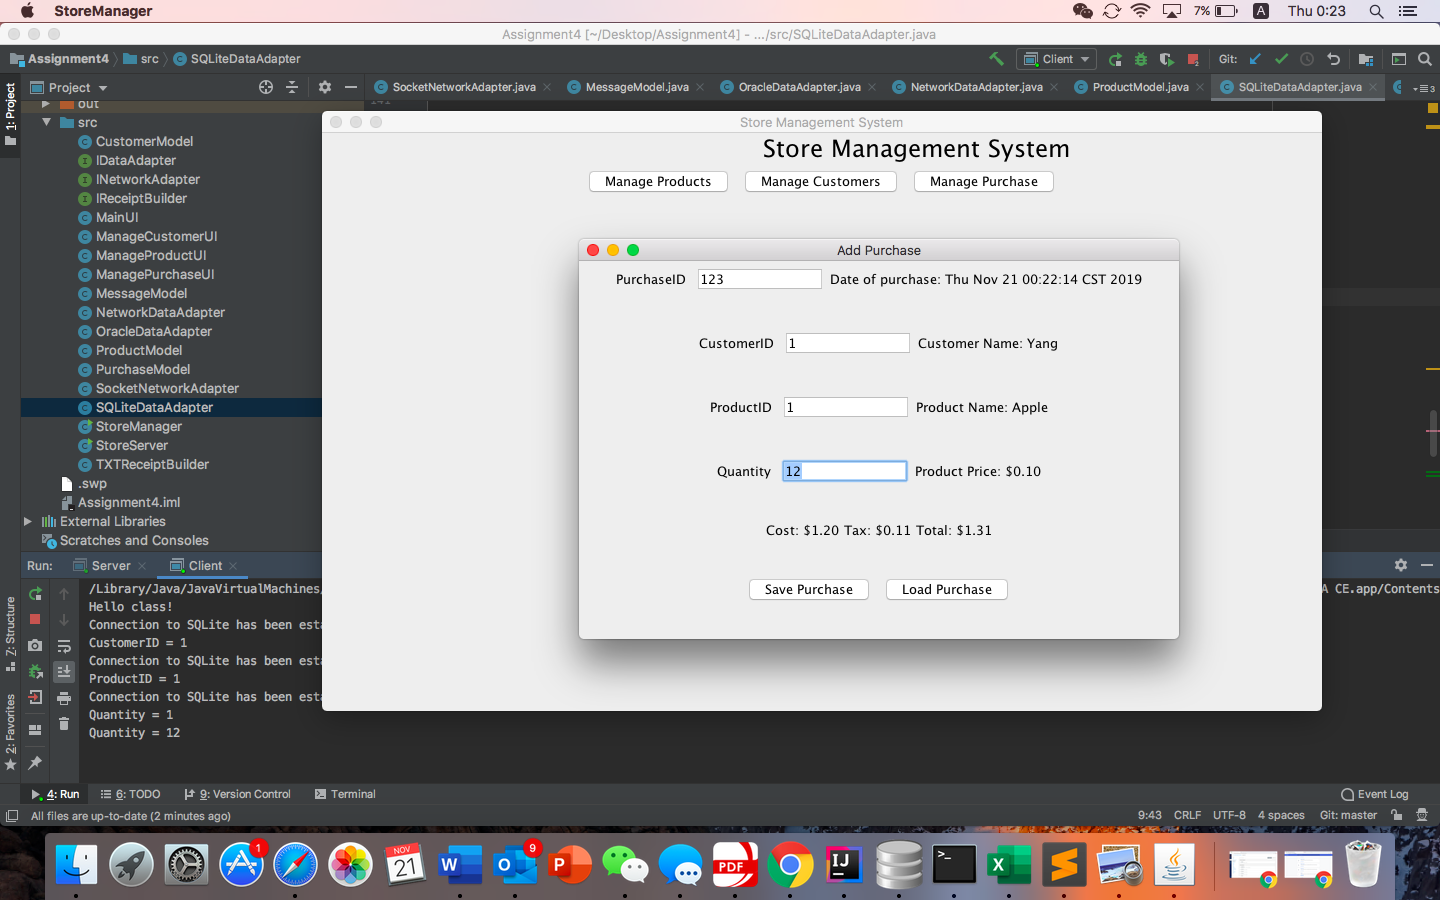 StoreManager
7%
A
Thu 0:23
Assignment4 [~/Desktop/Assignment4] - .../src/SQLiteDataAdapter.java
Assignment4
src
SQLiteDataAdapter
Client
Git:
1: Project
Project
SocketNetworkAdapter.java
MessageModel.java
OracleDataAdapter.java
NetworkDataAdapter.java
ProductModel.java
SQLiteDataAdapter.java
3
out
src
CustomerModel
IDataAdapter
INetworkAdapter
IReceiptBuilder
MainUI
ManageCustomerUI
ManageProductUI
ManagePurchaseUI
MessageModel
NetworkDataAdapter
OracleDataAdapter
ProductModel
PurchaseModel
SocketNetworkAdapter
SQLiteDataAdapter
StoreManager
StoreServer
TXTReceiptBuilder
.swp
Assignment4.iml
External Libraries
Scratches and Consoles
Store Management System
Store Management System
Manage Products
Manage Customers
Manage Purchase
Add Purchase
PurchaseID 123 Date of purchase: Thu Nov 21 00:22:14 CST 2019
CustomerID 1 Customer Name: Yang
ProductID 1 Product Name: Apple
Quantity 12 Product Price: $0.10
Cost: $1.20 Tax: $0.11 Total: $1.31
Save Purchase
Load Purchase
Run:
Server
Client
7: Structure
2: Favorites
/Library/Java/JavaVirtualMachines/
A CE.app/Contents
Hello class!
Connection to SQLite has been esta
CustomerID = 1
Connection to SQLite has been esta
ProductID = 1
Connection to SQLite has been esta
Quantity = 1
Quantity = 12
4: Run
6: TODO
9: Version Control
Terminal
Event Log
All files are up-to-date (2 minutes ago)
9:43
CRLF
UTF-8
4 spaces
Git: master
1
NOV
21
W
O
9
P
PDF
IJ
>_
X
S